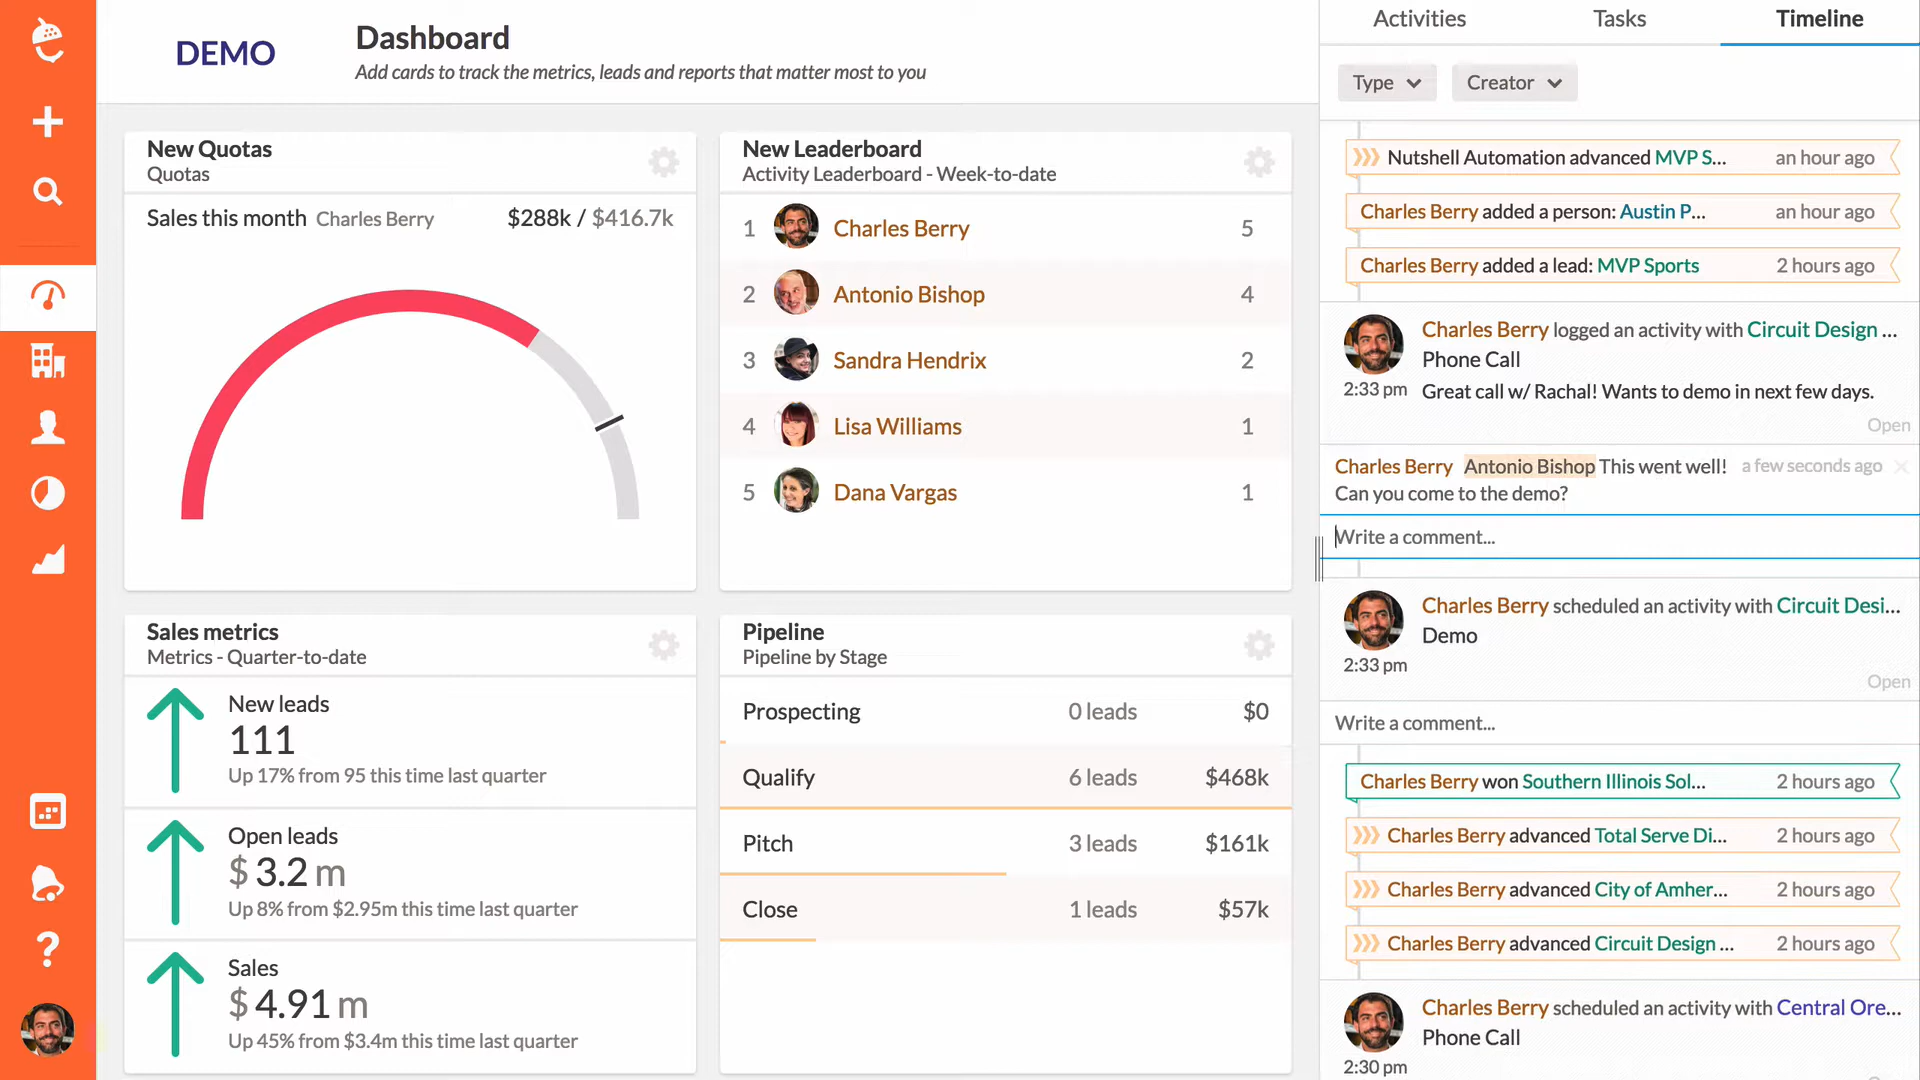 DEMO
Dashboard
Add cards to track the metrics, leads and reports that matter most to you
New Quotas
Quotas
Sales this month Charles Berry $288k / $416.7k
New Leaderboard
Activity Leaderboard - Week-to-date
1 Charles Berry 5
2 Antonio Bishop 4
3 Sandra Hendrix 2
4 Lisa Williams 1
5 Dana Vargas 1
Sales metrics
Metrics - Quarter-to-date
New leads
111
Up 17% from 95 this time last quarter
Open leads
$ 3.2 m
Up 8% from $2.95m this time last quarter
Sales
$ 4.91 m
Up 45% from $3.4m this time last quarter
Pipeline
Pipeline by Stage
Prospecting 0 leads $0
Qualify 6 leads $468k
Pitch 3 leads $161k
Close 1 leads $57k
Activities Tasks Timeline
Type Creator
Nutshell Automation advanced MVP S... an hour ago
Charles Berry added a person: Austin P... an hour ago
Charles Berry added a lead: MVP Sports 2 hours ago
Charles Berry logged an activity with Circuit Design ...
Phone Call
2:33 pm Great call w/ Rachal! Wants to demo in next few days.
Open
Charles Berry Antonio Bishop This went well! a few seconds ago
Can you come to the demo?
Write a comment...
Charles Berry scheduled an activity with Circuit Desi...
Demo
2:33 pm
Open
Write a comment...
Charles Berry won Southern Illinois Sol... 2 hours ago
Charles Berry advanced Total Serve Di... 2 hours ago
Charles Berry advanced City of Amher... 2 hours ago
Charles Berry advanced Circuit Design ... 2 hours ago
Charles Berry scheduled an activity with Central Ore...
Phone Call
2:30 pm